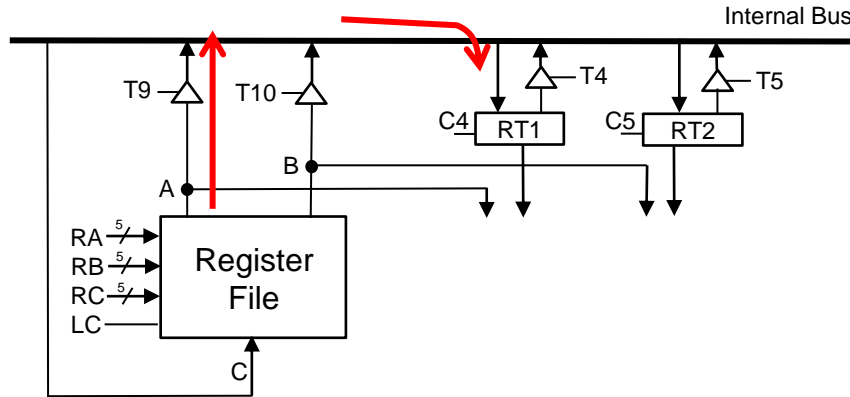 Internal Bus
T9
T10
T4
T5
C4
RT1
C5
RT2
B
A
RA
5
RB
5
RC
5
LC
Register
File
C